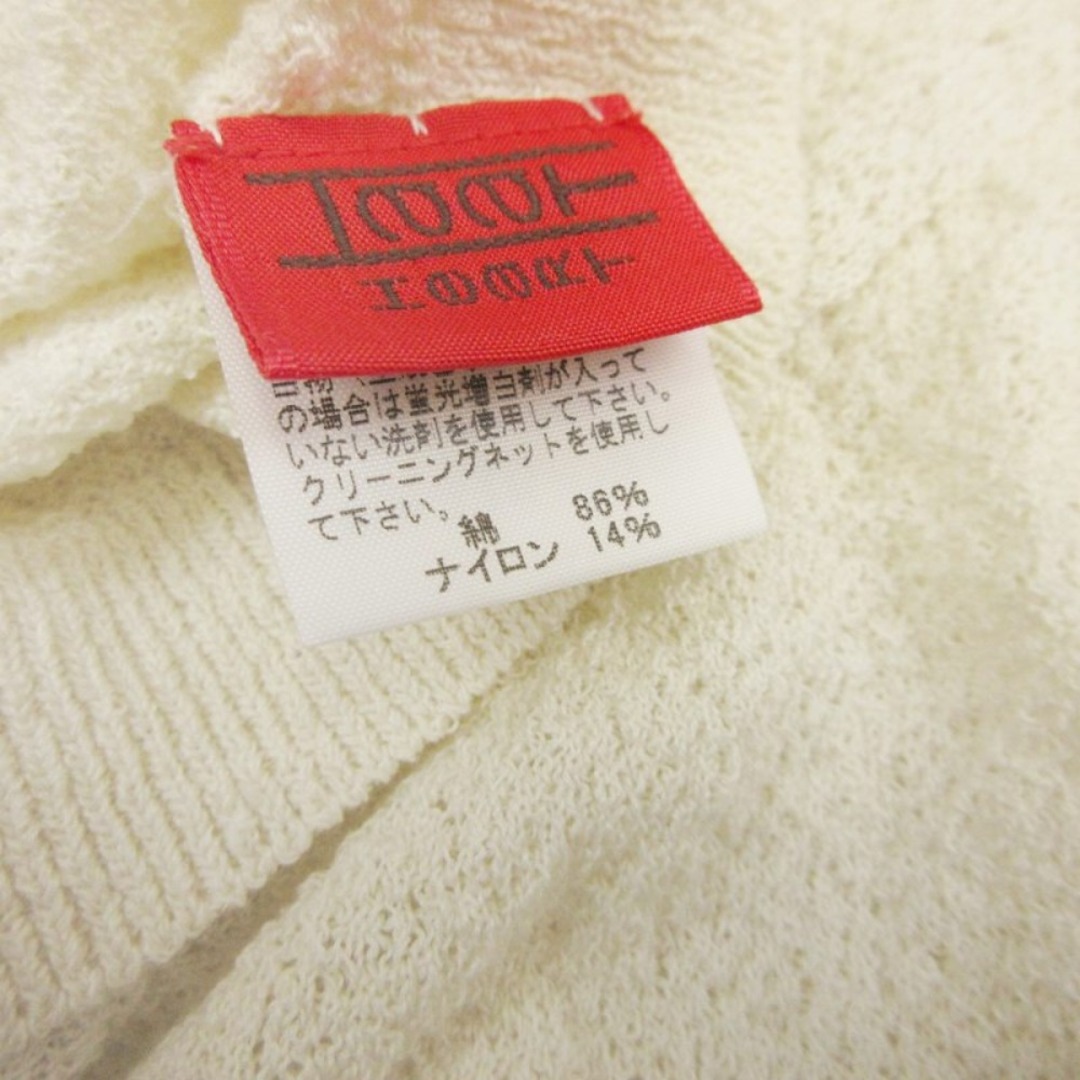 の場合は蛍光増白剤が入って
いない洗剤を使用して下さい。
クリーニングネットを使用し
て下さい。
綿 86%
ナイロン 14%